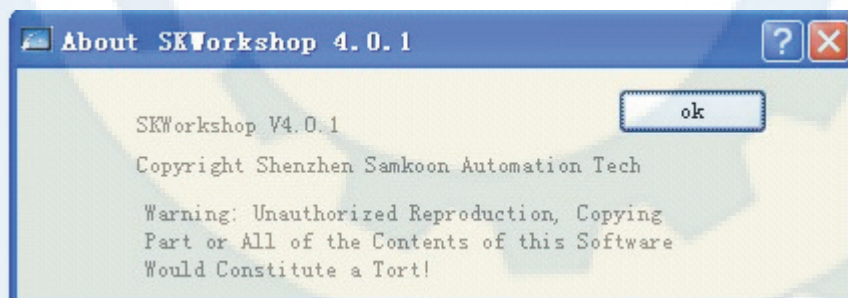 About SKWorkshop 4.0.1
ok
SKWorkshop V4.0.1
Copyright Shenzhen Samkoon Automation Tech
Warning: Unauthorized Reproduction, Copying
Part or All of the Contents of this Software
Would Constitute a Tort!